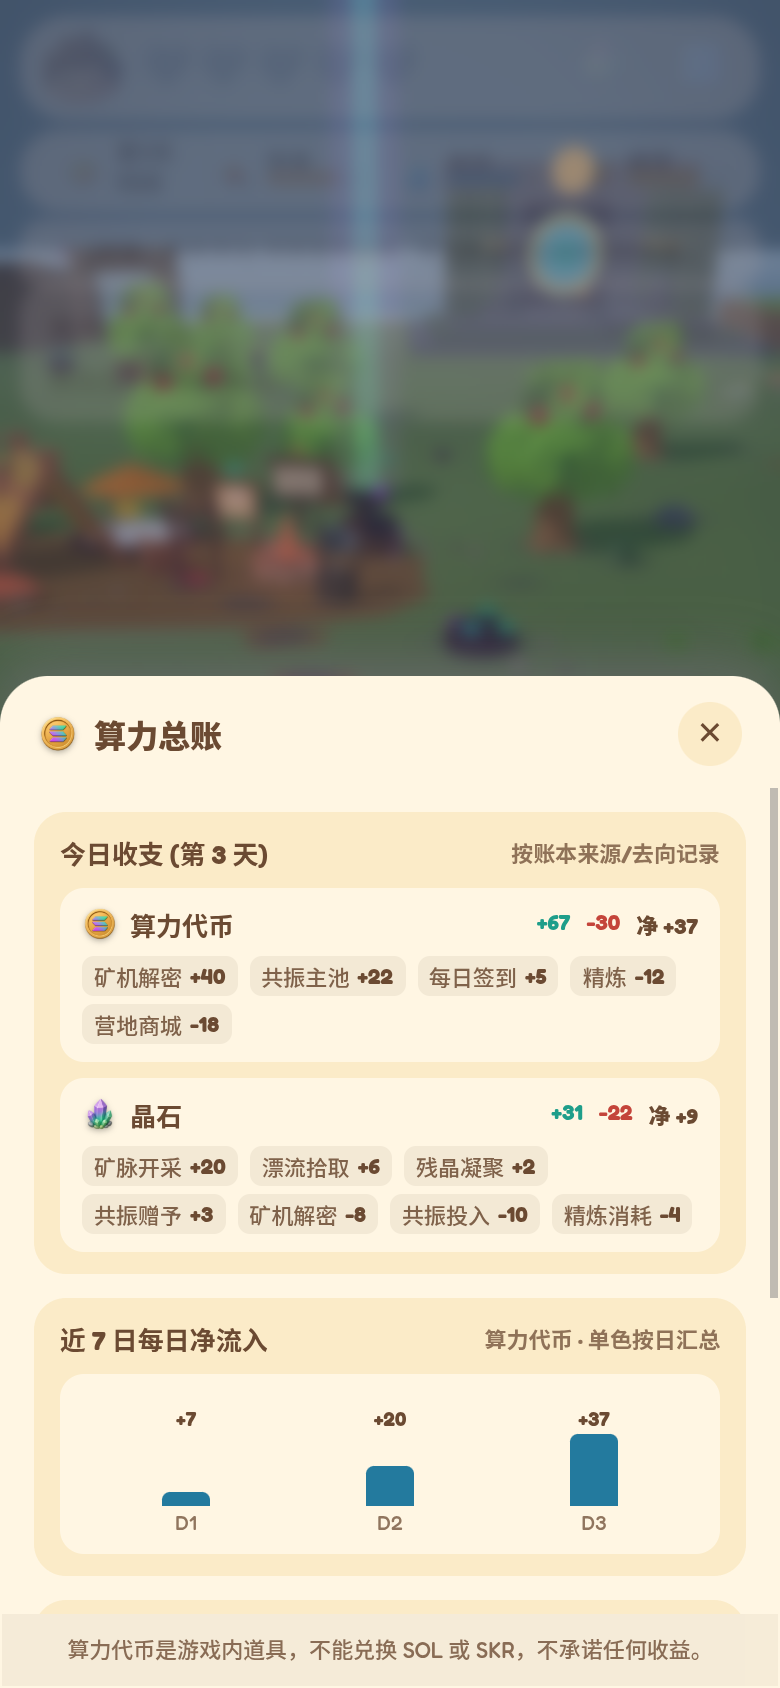 算力总账
今日收支 (第 3 天)
按账本来源/去向记录
算力代币
+67 -30 净 +37
矿机解密 +40 共振主池 +22 每日签到 +5 精炼 -12
营地商城 -18
晶石
+31 -22 净 +9
矿脉开采 +20 漂流拾取 +6 残晶凝聚 +2
共振赠予 +3 矿机解密 -8 共振投入 -10 精炼消耗 -4
近 7 日每日净流入
算力代币 · 单色按日汇总
+7 +20 +37
D1 D2 D3
算力代币是游戏内道具，不能兑换 SOL 或 SKR，不承诺任何收益。